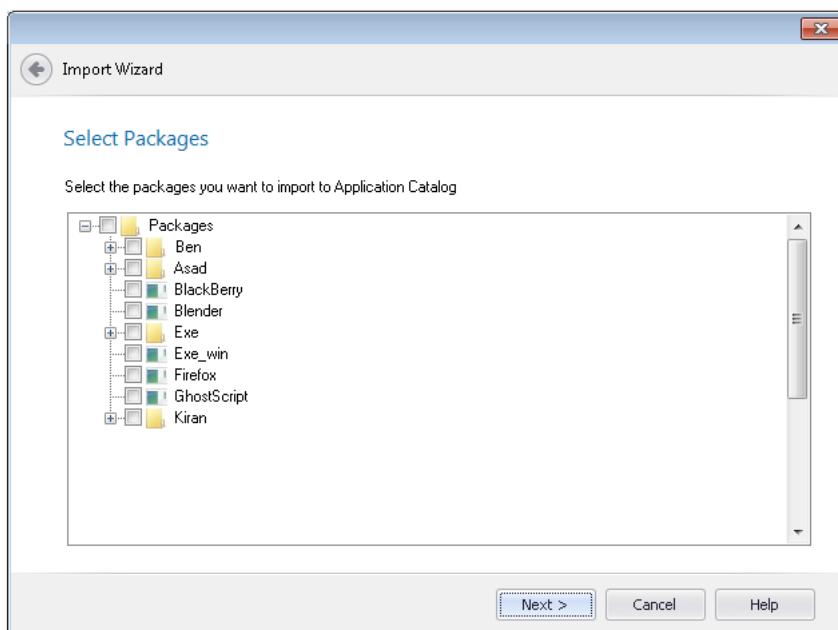 Import Wizard
Select Packages
Select the packages you want to import to Application Catalog
Packages
Ben
Asad
BlackBerry
Blender
Exe
Exe_win
Firefox
GhostScript
Kiran
Next >
Cancel
Help